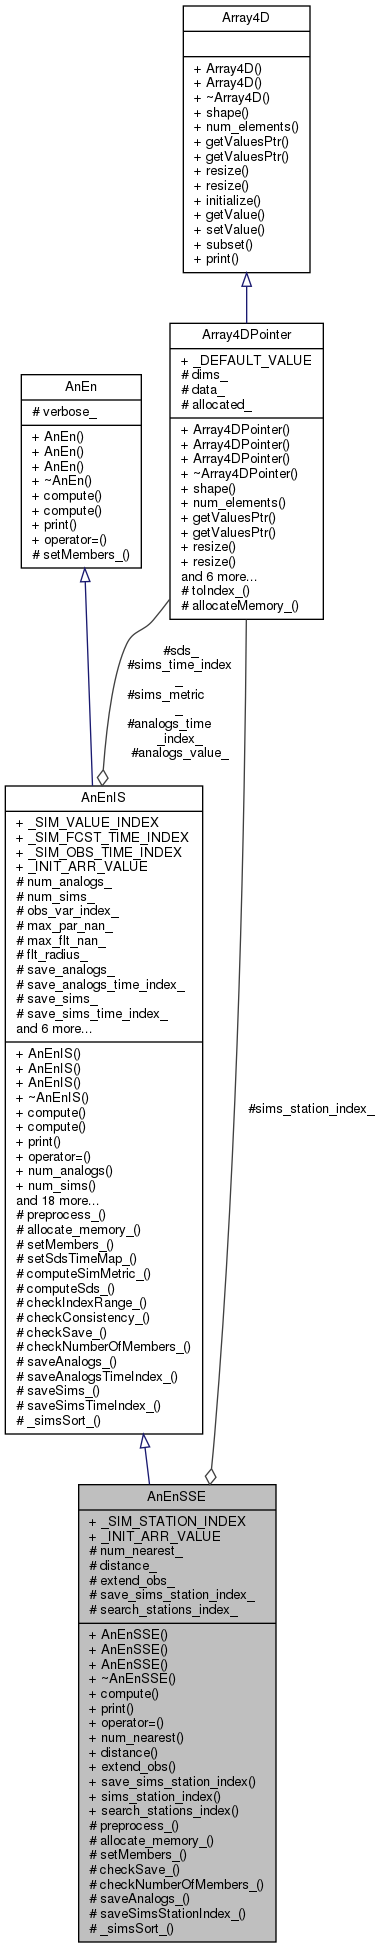 Array4D
+ Array4D()
+ Array4D()
+ ~Array4D()
+ shape()
+ num_elements()
+ getValuesPtr()
+ getValuesPtr()
+ resize()
+ resize()
+ initialize()
+ getValue()
+ setValue()
+ subset()
+ print()
Array4DPointer
+ _DEFAULT_VALUE
# dims_
# data_
# allocated_
+ Array4DPointer()
+ Array4DPointer()
+ Array4DPointer()
+ ~Array4DPointer()
+ shape()
+ num_elements()
+ getValuesPtr()
+ getValuesPtr()
+ resize()
+ resize()
and 6 more...
# toIndex_()
# allocateMemory_()
AnEn
# verbose_
+ AnEn()
+ AnEn()
+ AnEn()
+ ~AnEn()
+ compute()
+ compute()
+ print()
+ operator=()
# setMembers_()
#sds_
#sims_time_index
_
#sims_metric
_
#analogs_time
_index_
#analogs_value_
AnEnIS
+ _SIM_VALUE_INDEX
+ _SIM_FCST_TIME_INDEX
+ _SIM_OBS_TIME_INDEX
+ _INIT_ARR_VALUE
# num_analogs_
# num_sims_
# obs_var_index_
# max_par_nan_
# max_flt_nan_
# flt_radius_
# save_analogs_
# save_analogs_time_index_
# save_sims_
# save_sims_time_index_
and 6 more...
+ AnEnIS()
+ AnEnIS()
+ AnEnIS()
+ ~AnEnIS()
+ compute()
+ compute()
+ print()
+ operator=()
+ num_analogs()
+ num_sims()
and 18 more...
# preprocess_()
# allocate_memory_()
# setMembers_()
# setSdsTimeMap_()
# computeSimMetric_()
# computeSds_()
# checkIndexRange_()
# checkConsistency_()
# checkSave_()
# checkNumberOfMembers_()
# saveAnalogs_()
# saveAnalogsTimeIndex_()
# saveSims_()
# saveSimsTimeIndex_()
# _simsSort_()
#sims_station_index_
AnEnSSE
+ _SIM_STATION_INDEX
+ _INIT_ARR_VALUE
# num_nearest_
# distance_
# extend_obs_
# save_sims_station_index_
# search_stations_index_
+ AnEnSSE()
+ AnEnSSE()
+ AnEnSSE()
+ ~AnEnSSE()
+ compute()
+ print()
+ operator=()
+ num_nearest()
+ distance()
+ extend_obs()
+ save_sims_station_index()
+ sims_station_index()
+ search_stations_index()
# preprocess_()
# allocate_memory_()
# setMembers_()
# checkSave_()
# checkNumberOfMembers_()
# saveAnalogs_()
# saveSimsStationIndex_()
# _simsSort_()